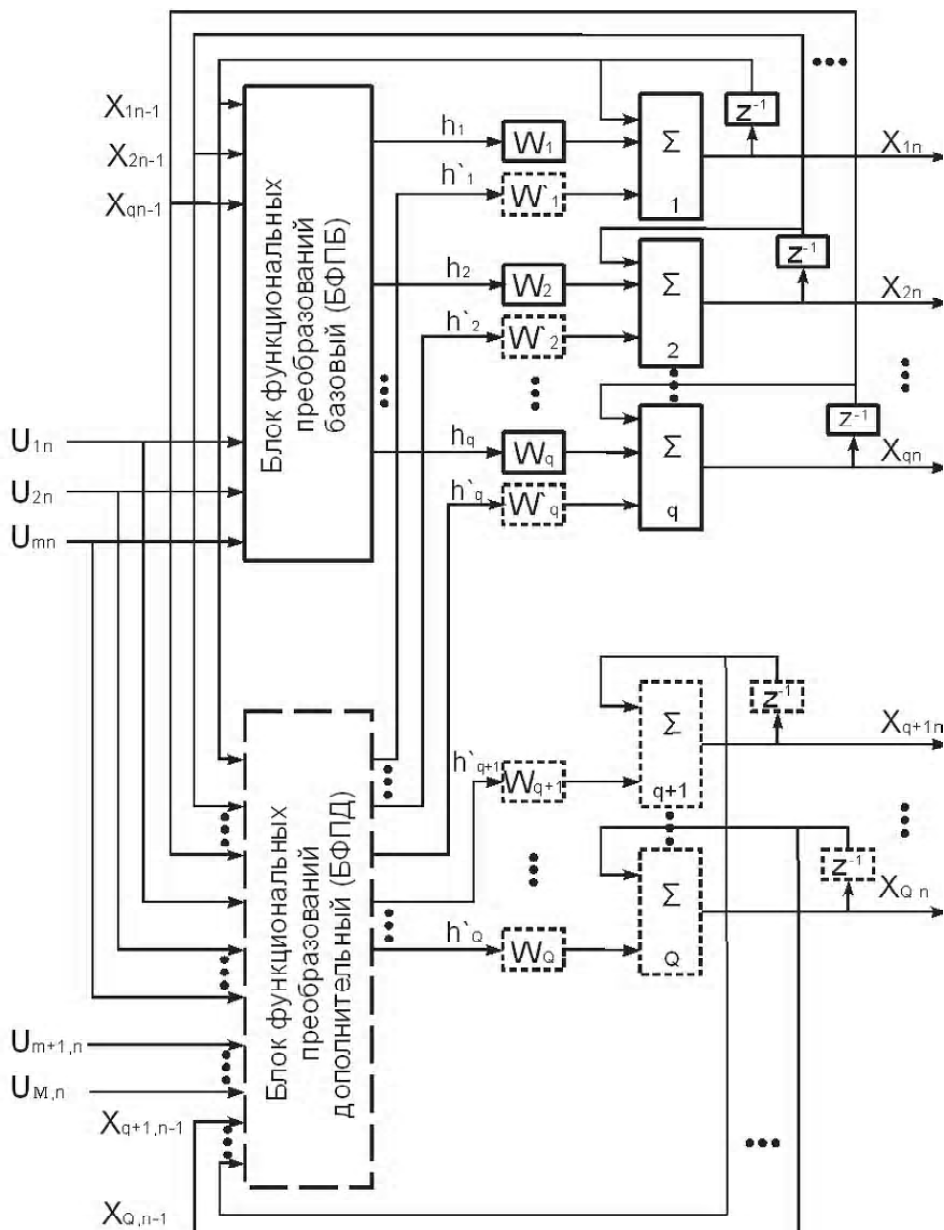 X1n-1
X2n-1
Xqn-1
U1n
U2n
Umn
Блок функциональных
преобразований
базовый (БФПБ)
h1
h`1
h2
h`2
hq
h`q
W1
W`1
W2
W`2
Wq
W`q
Σ
1
Σ
2
Σ
q
z-1
z-1
z-1
X1n
X2n
Xqn
Блок функциональных
преобразований
дополнительный (БФПД)
Um+1,n
UM,n
Xq+1,n-1
XQ,n-1
h`q+1
h`Q
Wq+1
WQ
Σ
q+1
Σ
Q
z-1
z-1
Xq+1n
XQ n